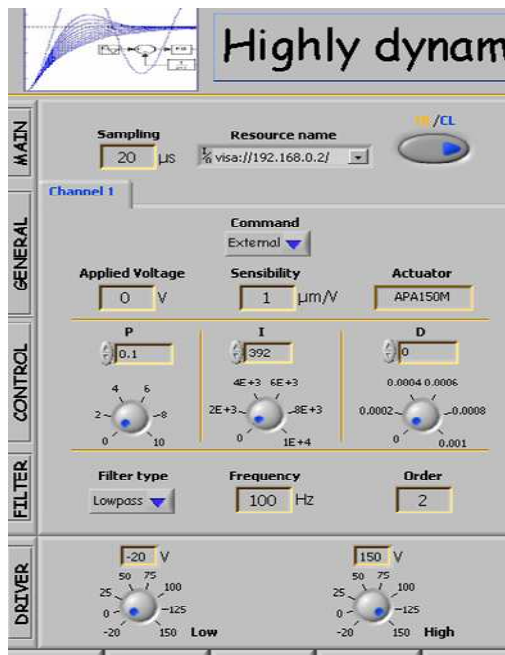 Highly dynam
MAIN
GENERAL
CONTROL
FILTER
DRIVER
/CL
Sampling
20 µs
Resource name
visa://192.168.0.2/
Channel 1
Command
External
Applied Voltage
0 V
Sensibility
1 µm/V
Actuator
APA150M
P
0.1
0 2 4 6 8 10
I
392
0 2E+3 4E+3 6E+3 8E+3 1E+4
D
0
0 0.0002 0.0004 0.0006 0.0008 0.001
Filter type
Lowpass
Frequency
100 Hz
Order
2
-20 V
-20 0 25 50 75 100 125 150
Low
150 V
-20 0 25 50 75 100 125 150
High